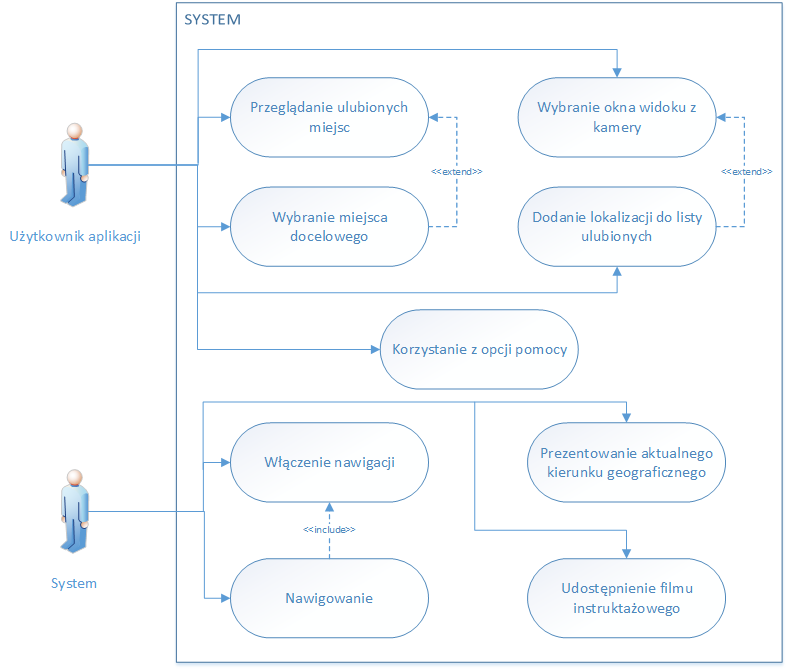 SYSTEM
Przeglądanie ulubionych
miejsc
Wybranie okna widoku z
kamery
<<extend>>
<<extend>>
Wybranie miejsca
docelowego
Dodanie lokalizacji do listy
ulubionych
Użytkownik aplikacji
Korzystanie z opcji pomocy
Włączenie nawigacji
Prezentowanie aktualnego
kierunku geograficznego
<<include>>
System
Nawigowanie
Udostępnienie filmu
instruktażowego